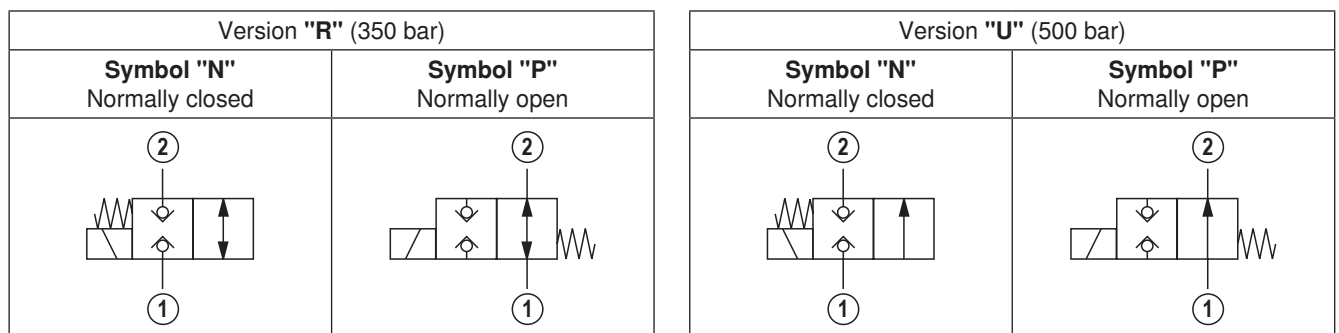 Version "R" (350 bar)
Symbol "N"
Normally closed
Symbol "P"
Normally open
2
2
1
1
Version "U" (500 bar)
Symbol "N"
Normally closed
Symbol "P"
Normally open
2
2
1
1